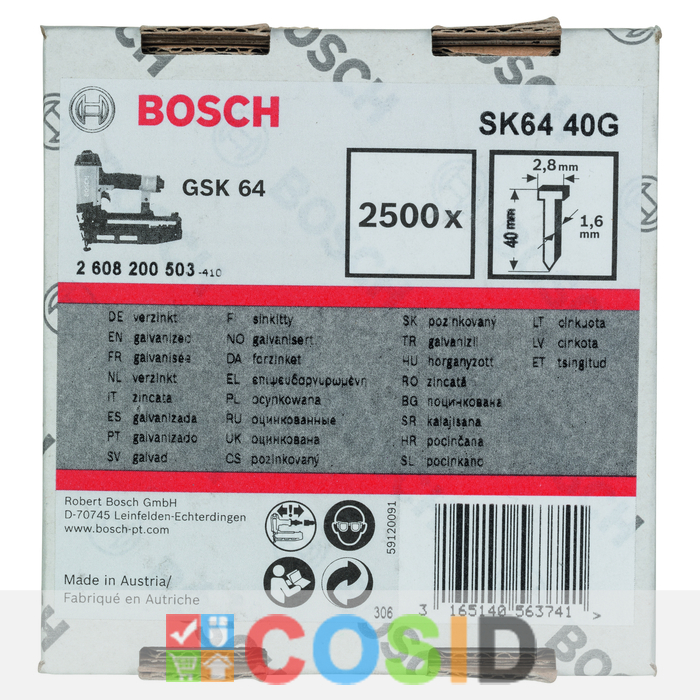 BOSCH
SK64 40G
GSK 64
2500 x
2,8mm
40 mm
1,6
mm
2 608 200 503 -410
DE verzinkt
EN galvanized
FR galvanisée
NL verzinkt
IT zincata
ES galvanizada
PT galvanizado
SV galvad
FI sinkitty
NO galvanisert
DA forzinket
EL επιψευδαργυρωμένη
PL ocynkowana
RU оцинкованные
UK оцинкована
CS pozinkovaný
SK pozinkovaný
TR galvanizli
HU horganyzott
RO zincată
BG поцинкована
SR kalajisana
HR pocinčana
SL pocinkano
LT cinkuota
LV cinkota
ET tsingitud
Robert Bosch GmbH
D-70745 Leinfelden-Echterdingen
www.bosch-pt.com
Made in Austria/
Fabriqué en Autriche
59120091
306
3 165140 563741 >
COSID